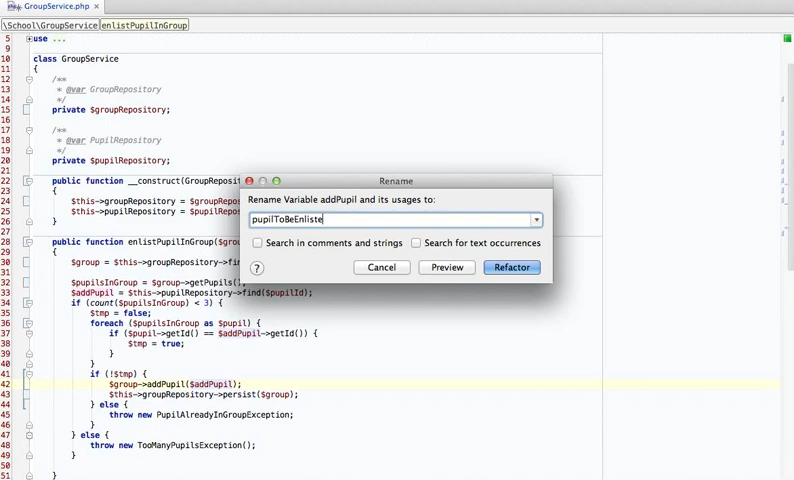 GroupService.php ×
\School\GroupService enlistPupilInGroup
5 use ...
9
10 class GroupService
11 {
12 /**
13 * @var GroupRepository
14 */
15 private $groupRepository;
16
17 /**
18 * @var PupilRepository
19 */
20 private $pupilRepository;
21
22 public function __construct(GroupReposit
23 {
24 $this->groupRepository = $groupRepos
25 $this->pupilRepository = $pupilRepos
26 }
27
28 public function enlistPupilInGroup($gro
29 {
30 $group = $this->groupRepository->fin
31
32 $pupilsInGroup = $group->getPupils();
33 $addPupil = $this->pupilRepository->find($pupilId);
34 if (count($pupilsInGroup) < 3) {
35 $tmp = false;
36 foreach ($pupilsInGroup as $pupil) {
37 if ($pupil->getId() == $addPupil->getId()) {
38 $tmp = true;
39 }
40 }
41 if (!$tmp) {
42 $group->addPupil($addPupil);
43 $this->groupRepository->persist($group);
44 } else {
45 throw new PupilAlreadyInGroupException;
46 }
47 } else {
48 throw new TooManyPupilsException();
49 }
50
51 }
Rename
Rename Variable addPupil and its usages to:
pupilToBeEnliste
Search in comments and strings Search for text occurrences
? Cancel Preview Refactor